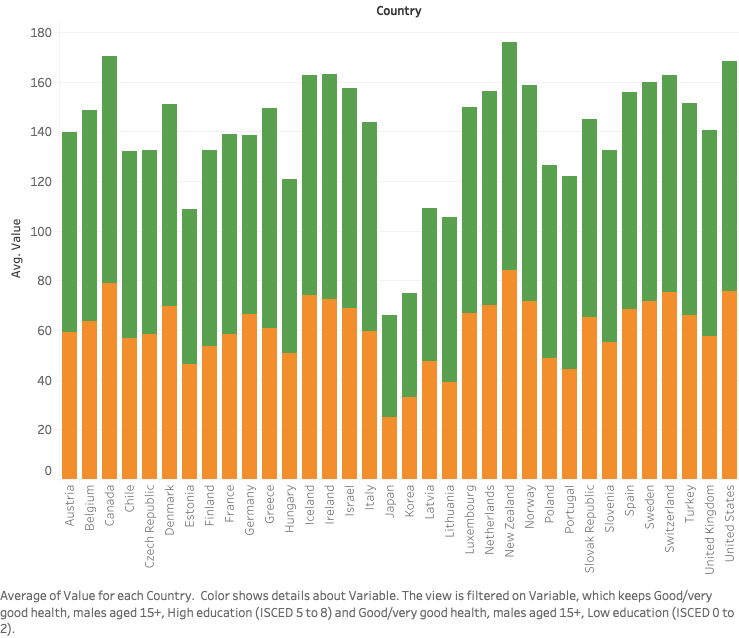 Country
180
160
140
120
100
80
60
40
20
0
Avg. Value
Austria
Belgium
Canada
Chile
Czech Republic
Denmark
Estonia
Finland
France
Germany
Greece
Hungary
Iceland
Ireland
Israel
Italy
Japan
Korea
Latvia
Lithuania
Luxembourg
Netherlands
New Zealand
Norway
Poland
Portugal
Slovak Republic
Slovenia
Spain
Sweden
Switzerland
Turkey
United Kingdom
United States
Average of Value for each Country.  Color shows details about Variable. The view is filtered on Variable, which keeps Good/very
good health, males aged 15+, High education (ISCED 5 to 8) and Good/very good health, males aged 15+, Low education (ISCED 0 to
2).